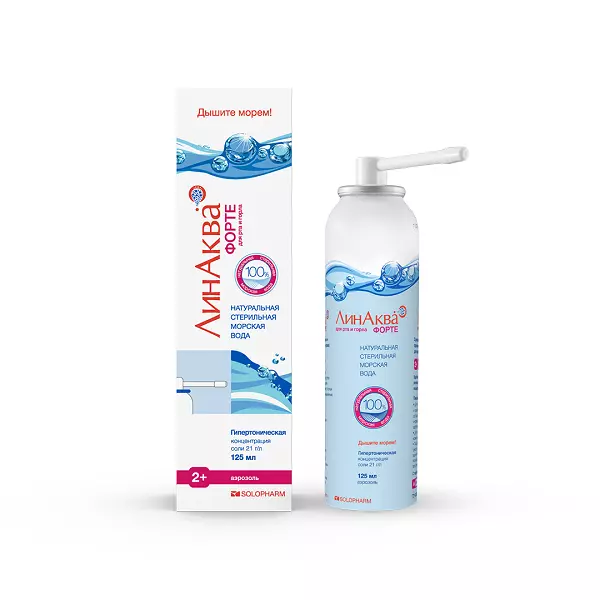 Дышите морем!
ЛинАква
ФОРТЕ
для рта и горла
100%
НАТУРАЛЬНАЯ
СТЕРИЛЬНАЯ
МОРСКАЯ
ВОДА
Гипертоническая
концентрация
соли 21 г/л
125 мл
2+
аэрозоль
SOLOPHARM
ЛинАква
для рта и горла ФОРТЕ
НАТУРАЛЬНАЯ
СТЕРИЛЬНАЯ
МОРСКАЯ
ВОДА
100%
Дышите морем!
Гипертоническая
концентрация
соли 21 г/л
125 мл
аэрозоль
SOLOPHARM